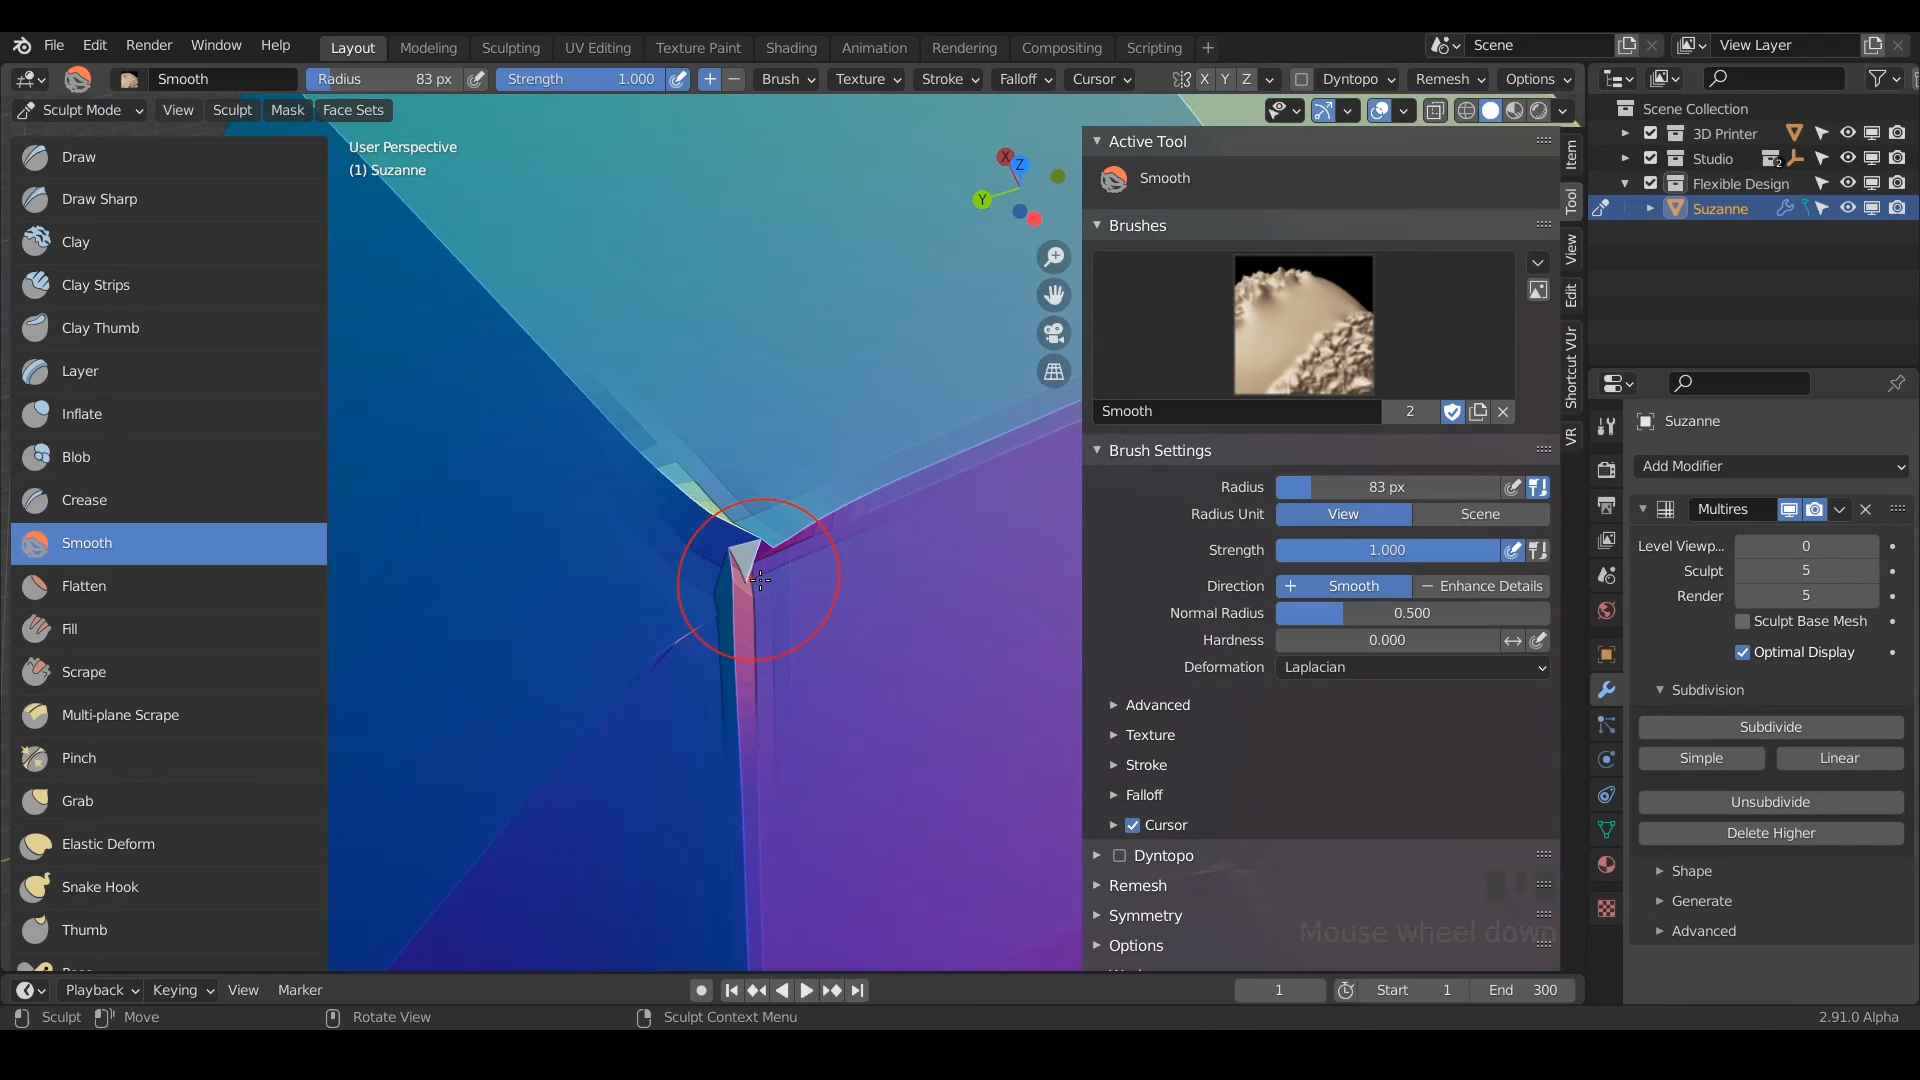 File Edit Render Window Help Layout Modeling Sculpting UV Editing Texture Paint Shading Animation Rendering Compositing Scripting + Scene View Layer
Smooth Radius 83 px Strength 1.000 Brush Texture Stroke Falloff Cursor X Y Z Dyntopo Remesh Options
Sculpt Mode View Sculpt Mask Face Sets
User Perspective
(1) Suzanne
X
Z
Y
Draw
Draw Sharp
Clay
Clay Strips
Clay Thumb
Layer
Inflate
Blob
Crease
Smooth
Flatten
Fill
Scrape
Multi-plane Scrape
Pinch
Grab
Elastic Deform
Snake Hook
Thumb
Active Tool
Smooth
Brushes
Smooth 2
Brush Settings
Radius 83 px
Radius Unit View Scene
Strength 1.000
Direction + Smooth − Enhance Details
Normal Radius 0.500
Hardness 0.000
Deformation Laplacian
Advanced
Texture
Stroke
Falloff
Cursor
Dyntopo
Remesh
Symmetry
Options
Mouse wheel down
Item
Tool
View
Edit
Shortcut VUr
VR
Scene Collection
3D Printer
Studio 2
Flexible Design
Suzanne
Suzanne
Add Modifier
Multires
Level Viewp... 0
Sculpt 5
Render 5
Sculpt Base Mesh
Optimal Display
Subdivision
Subdivide
Simple Linear
Unsubdivide
Delete Higher
Shape
Generate
Advanced
Playback Keying View Marker 1 Start 1 End 300
Sculpt Move Rotate View Sculpt Context Menu 2.91.0 Alpha